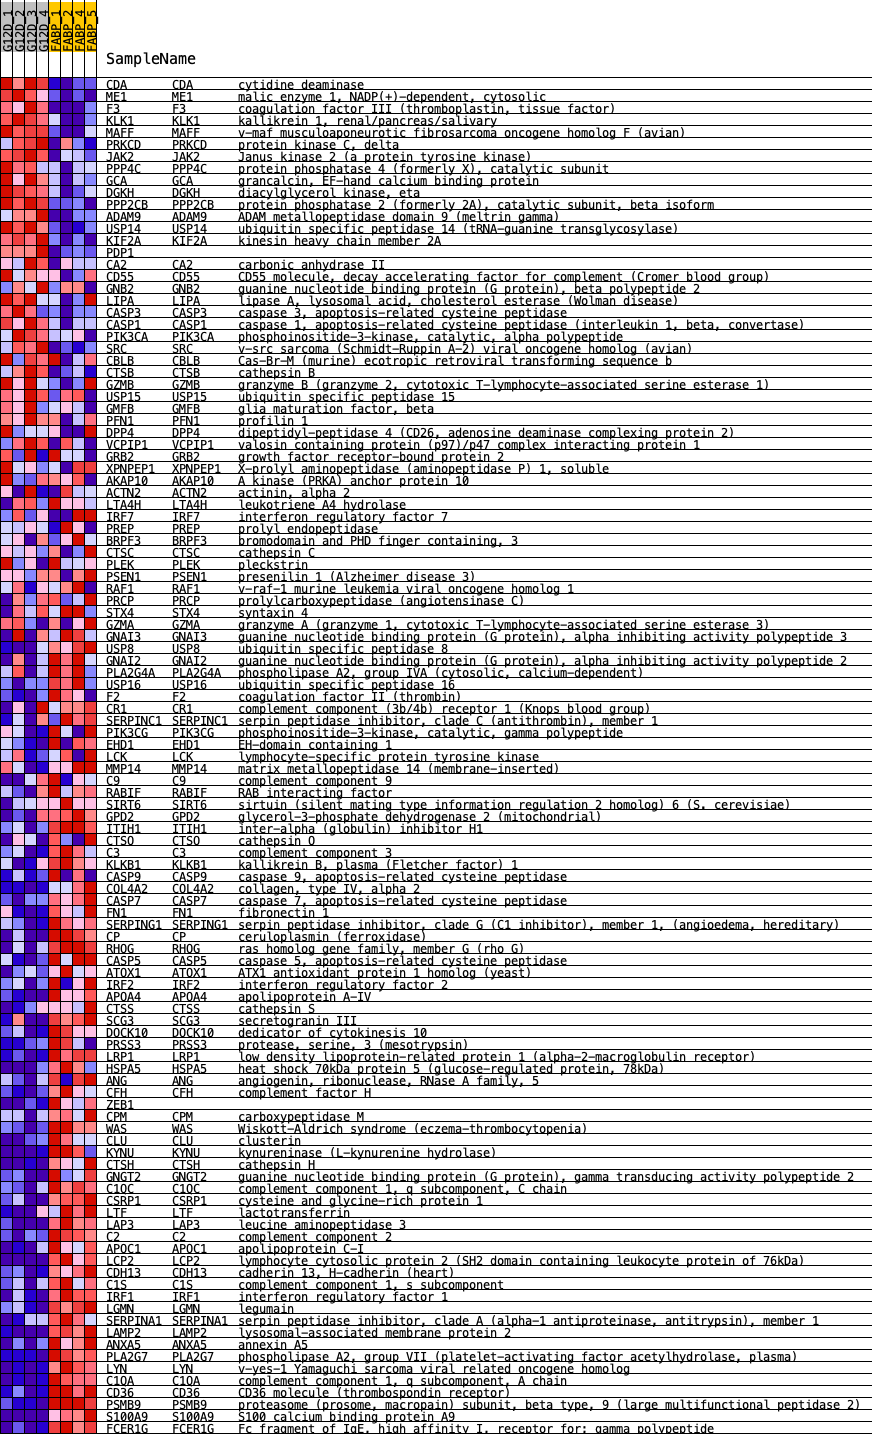 G12D_1 G12D_2 G12D_3 G12D_4 FABP_1 FABP_2 FABP_4 FABP_5
SampleName
CDA CDA cytidine deaminase
ME1 ME1 malic enzyme 1, NADP(+)-dependent, cytosolic
F3 F3 coagulation factor III (thromboplastin, tissue factor)
KLK1 KLK1 kallikrein 1, renal/pancreas/salivary
MAFF MAFF v-maf musculoaponeurotic fibrosarcoma oncogene homolog F (avian)
PRKCD PRKCD protein kinase C, delta
JAK2 JAK2 Janus kinase 2 (a protein tyrosine kinase)
PPP4C PPP4C protein phosphatase 4 (formerly X), catalytic subunit
GCA GCA grancalcin, EF-hand calcium binding protein
DGKH DGKH diacylglycerol kinase, eta
PPP2CB PPP2CB protein phosphatase 2 (formerly 2A), catalytic subunit, beta isoform
ADAM9 ADAM9 ADAM metallopeptidase domain 9 (meltrin gamma)
USP14 USP14 ubiquitin specific peptidase 14 (tRNA-guanine transglycosylase)
KIF2A KIF2A kinesin heavy chain member 2A
PDP1
CA2 CA2 carbonic anhydrase II
CD55 CD55 CD55 molecule, decay accelerating factor for complement (Cromer blood group)
GNB2 GNB2 guanine nucleotide binding protein (G protein), beta polypeptide 2
LIPA LIPA lipase A, lysosomal acid, cholesterol esterase (Wolman disease)
CASP3 CASP3 caspase 3, apoptosis-related cysteine peptidase
CASP1 CASP1 caspase 1, apoptosis-related cysteine peptidase (interleukin 1, beta, convertase)
PIK3CA PIK3CA phosphoinositide-3-kinase, catalytic, alpha polypeptide
SRC SRC v-src sarcoma (Schmidt-Ruppin A-2) viral oncogene homolog (avian)
CBLB CBLB Cas-Br-M (murine) ecotropic retroviral transforming sequence b
CTSB CTSB cathepsin B
GZMB GZMB granzyme B (granzyme 2, cytotoxic T-lymphocyte-associated serine esterase 1)
USP15 USP15 ubiquitin specific peptidase 15
GMFB GMFB glia maturation factor, beta
PFN1 PFN1 profilin 1
DPP4 DPP4 dipeptidyl-peptidase 4 (CD26, adenosine deaminase complexing protein 2)
VCPIP1 VCPIP1 valosin containing protein (p97)/p47 complex interacting protein 1
GRB2 GRB2 growth factor receptor-bound protein 2
XPNPEP1 XPNPEP1 X-prolyl aminopeptidase (aminopeptidase P) 1, soluble
AKAP10 AKAP10 A kinase (PRKA) anchor protein 10
ACTN2 ACTN2 actinin, alpha 2
LTA4H LTA4H leukotriene A4 hydrolase
IRF7 IRF7 interferon regulatory factor 7
PREP PREP prolyl endopeptidase
BRPF3 BRPF3 bromodomain and PHD finger containing, 3
CTSC CTSC cathepsin C
PLEK PLEK pleckstrin
PSEN1 PSEN1 presenilin 1 (Alzheimer disease 3)
RAF1 RAF1 v-raf-1 murine leukemia viral oncogene homolog 1
PRCP PRCP prolylcarboxypeptidase (angiotensinase C)
STX4 STX4 syntaxin 4
GZMA GZMA granzyme A (granzyme 1, cytotoxic T-lymphocyte-associated serine esterase 3)
GNAI3 GNAI3 guanine nucleotide binding protein (G protein), alpha inhibiting activity polypeptide 3
USP8 USP8 ubiquitin specific peptidase 8
GNAI2 GNAI2 guanine nucleotide binding protein (G protein), alpha inhibiting activity polypeptide 2
PLA2G4A PLA2G4A phospholipase A2, group IVA (cytosolic, calcium-dependent)
USP16 USP16 ubiquitin specific peptidase 16
F2 F2 coagulation factor II (thrombin)
CR1 CR1 complement component (3b/4b) receptor 1 (Knops blood group)
SERPINC1 SERPINC1 serpin peptidase inhibitor, clade C (antithrombin), member 1
PIK3CG PIK3CG phosphoinositide-3-kinase, catalytic, gamma polypeptide
EHD1 EHD1 EH-domain containing 1
LCK LCK lymphocyte-specific protein tyrosine kinase
MMP14 MMP14 matrix metallopeptidase 14 (membrane-inserted)
C9 C9 complement component 9
RABIF RABIF RAB interacting factor
SIRT6 SIRT6 sirtuin (silent mating type information regulation 2 homolog) 6 (S. cerevisiae)
GPD2 GPD2 glycerol-3-phosphate dehydrogenase 2 (mitochondrial)
ITIH1 ITIH1 inter-alpha (globulin) inhibitor H1
CTSO CTSO cathepsin O
C3 C3 complement component 3
KLKB1 KLKB1 kallikrein B, plasma (Fletcher factor) 1
CASP9 CASP9 caspase 9, apoptosis-related cysteine peptidase
COL4A2 COL4A2 collagen, type IV, alpha 2
CASP7 CASP7 caspase 7, apoptosis-related cysteine peptidase
FN1 FN1 fibronectin 1
SERPING1 SERPING1 serpin peptidase inhibitor, clade G (C1 inhibitor), member 1, (angioedema, hereditary)
CP CP ceruloplasmin (ferroxidase)
RHOG RHOG ras homolog gene family, member G (rho G)
CASP5 CASP5 caspase 5, apoptosis-related cysteine peptidase
ATOX1 ATOX1 ATX1 antioxidant protein 1 homolog (yeast)
IRF2 IRF2 interferon regulatory factor 2
APOA4 APOA4 apolipoprotein A-IV
CTSS CTSS cathepsin S
SCG3 SCG3 secretogranin III
DOCK10 DOCK10 dedicator of cytokinesis 10
PRSS3 PRSS3 protease, serine, 3 (mesotrypsin)
LRP1 LRP1 low density lipoprotein-related protein 1 (alpha-2-macroglobulin receptor)
HSPA5 HSPA5 heat shock 70kDa protein 5 (glucose-regulated protein, 78kDa)
ANG ANG angiogenin, ribonuclease, RNase A family, 5
CFH CFH complement factor H
ZEB1
CPM CPM carboxypeptidase M
WAS WAS Wiskott-Aldrich syndrome (eczema-thrombocytopenia)
CLU CLU clusterin
KYNU KYNU kynureninase (L-kynurenine hydrolase)
CTSH CTSH cathepsin H
GNGT2 GNGT2 guanine nucleotide binding protein (G protein), gamma transducing activity polypeptide 2
C1QC C1QC complement component 1, q subcomponent, C chain
CSRP1 CSRP1 cysteine and glycine-rich protein 1
LTF LTF lactotransferrin
LAP3 LAP3 leucine aminopeptidase 3
C2 C2 complement component 2
APOC1 APOC1 apolipoprotein C-I
LCP2 LCP2 lymphocyte cytosolic protein 2 (SH2 domain containing leukocyte protein of 76kDa)
CDH13 CDH13 cadherin 13, H-cadherin (heart)
C1S C1S complement component 1, s subcomponent
IRF1 IRF1 interferon regulatory factor 1
LGMN LGMN legumain
SERPINA1 SERPINA1 serpin peptidase inhibitor, clade A (alpha-1 antiproteinase, antitrypsin), member 1
LAMP2 LAMP2 lysosomal-associated membrane protein 2
ANXA5 ANXA5 annexin A5
PLA2G7 PLA2G7 phospholipase A2, group VII (platelet-activating factor acetylhydrolase, plasma)
LYN LYN v-yes-1 Yamaguchi sarcoma viral related oncogene homolog
C1QA C1QA complement component 1, q subcomponent, A chain
CD36 CD36 CD36 molecule (thrombospondin receptor)
PSMB9 PSMB9 proteasome (prosome, macropain) subunit, beta type, 9 (large multifunctional peptidase 2)
S100A9 S100A9 S100 calcium binding protein A9
FCER1G FCER1G Fc fragment of IgE, high affinity I, receptor for; gamma polypeptide